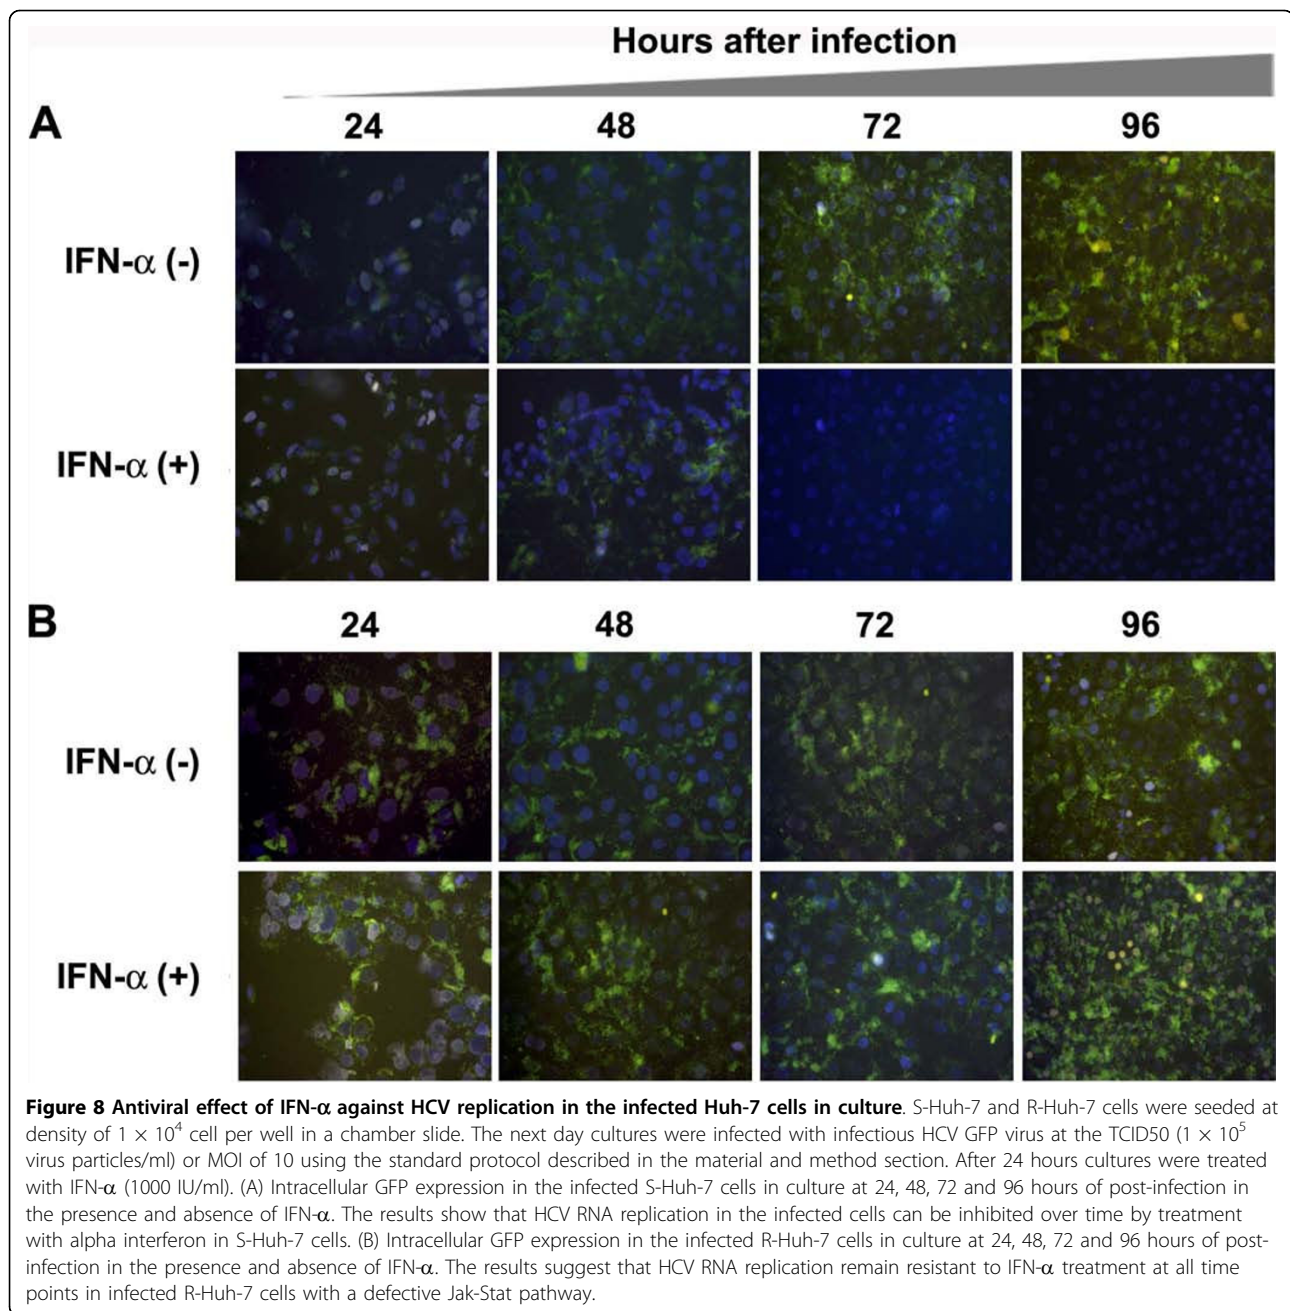 Hours after infection
A
24 48 72 96
IFN-α (-)
IFN-α (+)
B
24 48 72 96
IFN-α (-)
IFN-α (+)
Figure 8 Antiviral effect of IFN-α against HCV replication in the infected Huh-7 cells in culture. S-Huh-7 and R-Huh-7 cells were seeded at
density of 1 × 10⁴ cell per well in a chamber slide. The next day cultures were infected with infectious HCV GFP virus at the TCID50 (1 × 10⁵
virus particles/ml) or MOI of 10 using the standard protocol described in the material and method section. After 24 hours cultures were treated
with IFN-α (1000 IU/ml). (A) Intracellular GFP expression in the infected S-Huh-7 cells in culture at 24, 48, 72 and 96 hours of post-infection in
the presence and absence of IFN-α. The results show that HCV RNA replication in the infected cells can be inhibited over time by treatment
with alpha interferon in S-Huh-7 cells. (B) Intracellular GFP expression in the infected R-Huh-7 cells in culture at 24, 48, 72 and 96 hours of post-
infection in the presence and absence of IFN-α. The results suggest that HCV RNA replication remain resistant to IFN-α treatment at all time
points in infected R-Huh-7 cells with a defective Jak-Stat pathway.